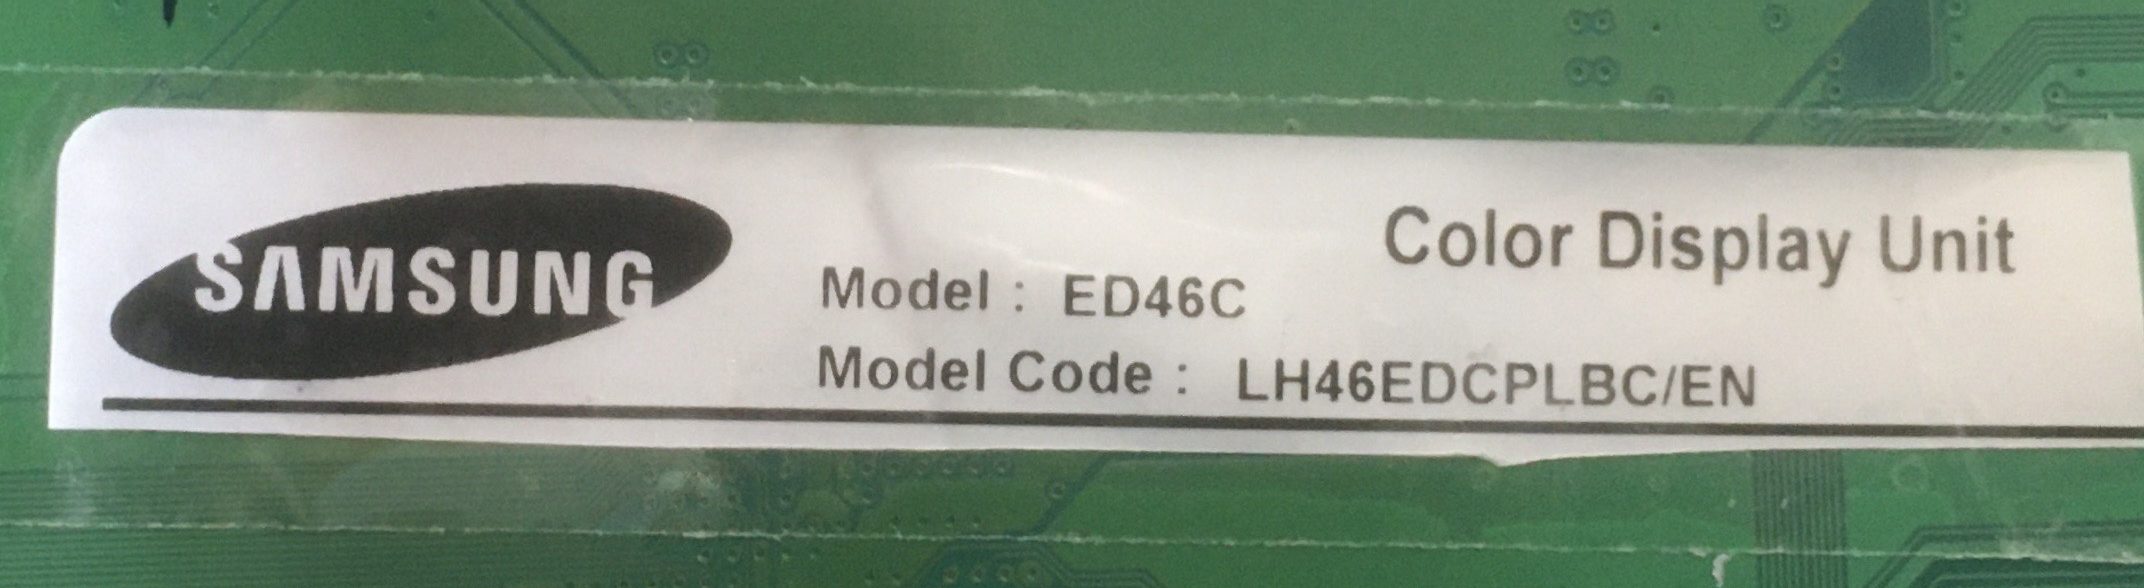 SAMSUNG
Color Display Unit
Model : ED46C
Model Code : LH46EDCPLBC/EN